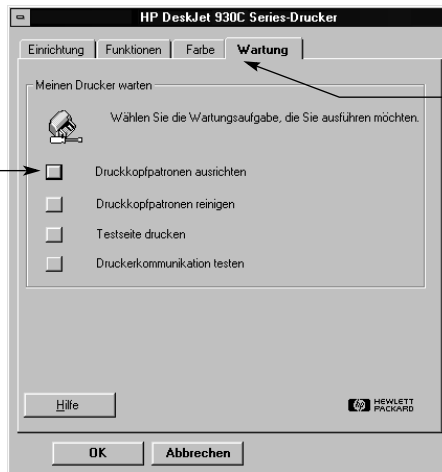 HP DeskJet 930C Series-Drucker
Einrichtung Funktionen Farbe Wartung
Meinen Drucker warten
Wählen Sie die Wartungsaufgabe, die Sie ausführen möchten.
Druckkopfpatronen ausrichten
Druckkopfpatronen reinigen
Testseite drucken
Druckerkommunikation testen
Hilfe
hp HEWLETT
PACKARD
OK Abbrechen